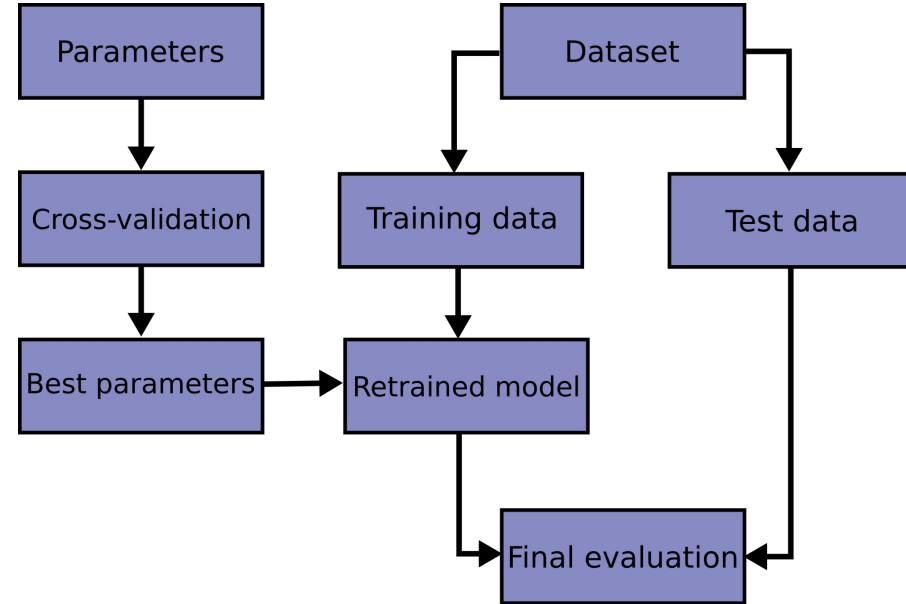 Parameters
Dataset
Cross-validation
Training data
Test data
Best parameters
Retrained model
Final evaluation